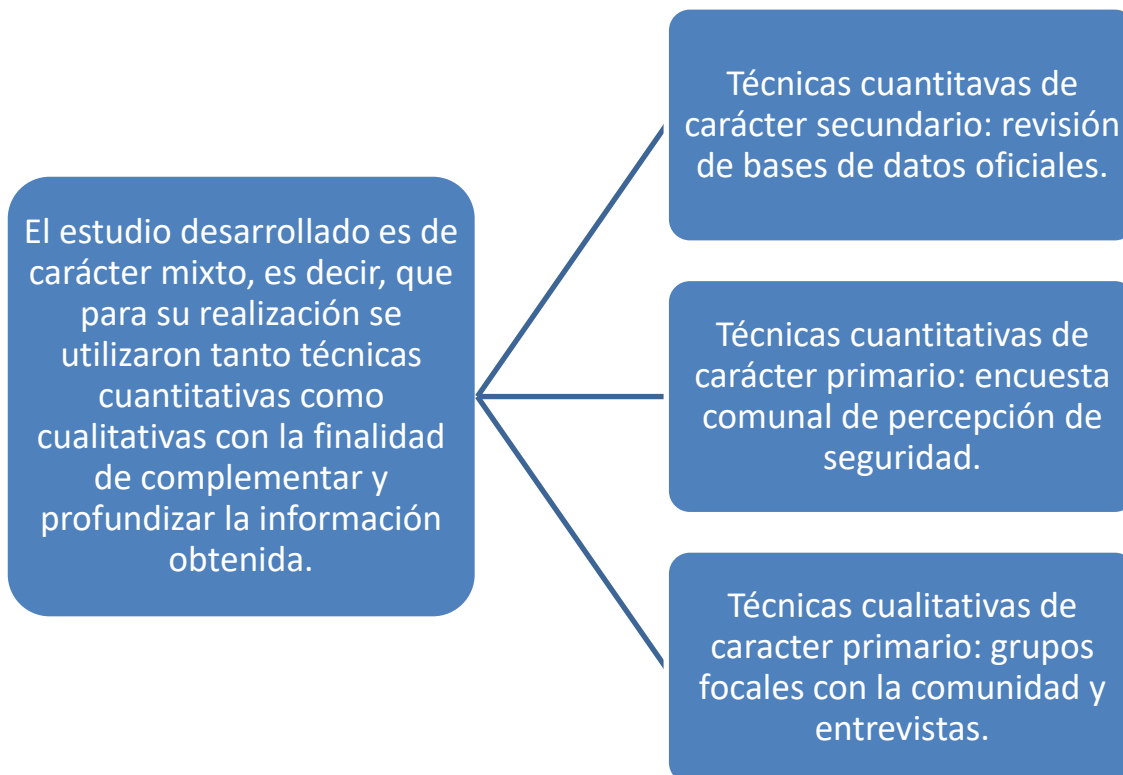 El estudio desarrollado es de
carácter mixto, es decir, que
para su realización se
utilizaron tanto técnicas
cuantitativas como
cualitativas con la finalidad
de complementar y
profundizar la información
obtenida.
Técnicas cuantitavas de
carácter secundario: revisión
de bases de datos oficiales.
Técnicas cuantitativas de
carácter primario: encuesta
comunal de percepción de
seguridad.
Técnicas cualitativas de
caracter primario: grupos
focales con la comunidad y
entrevistas.